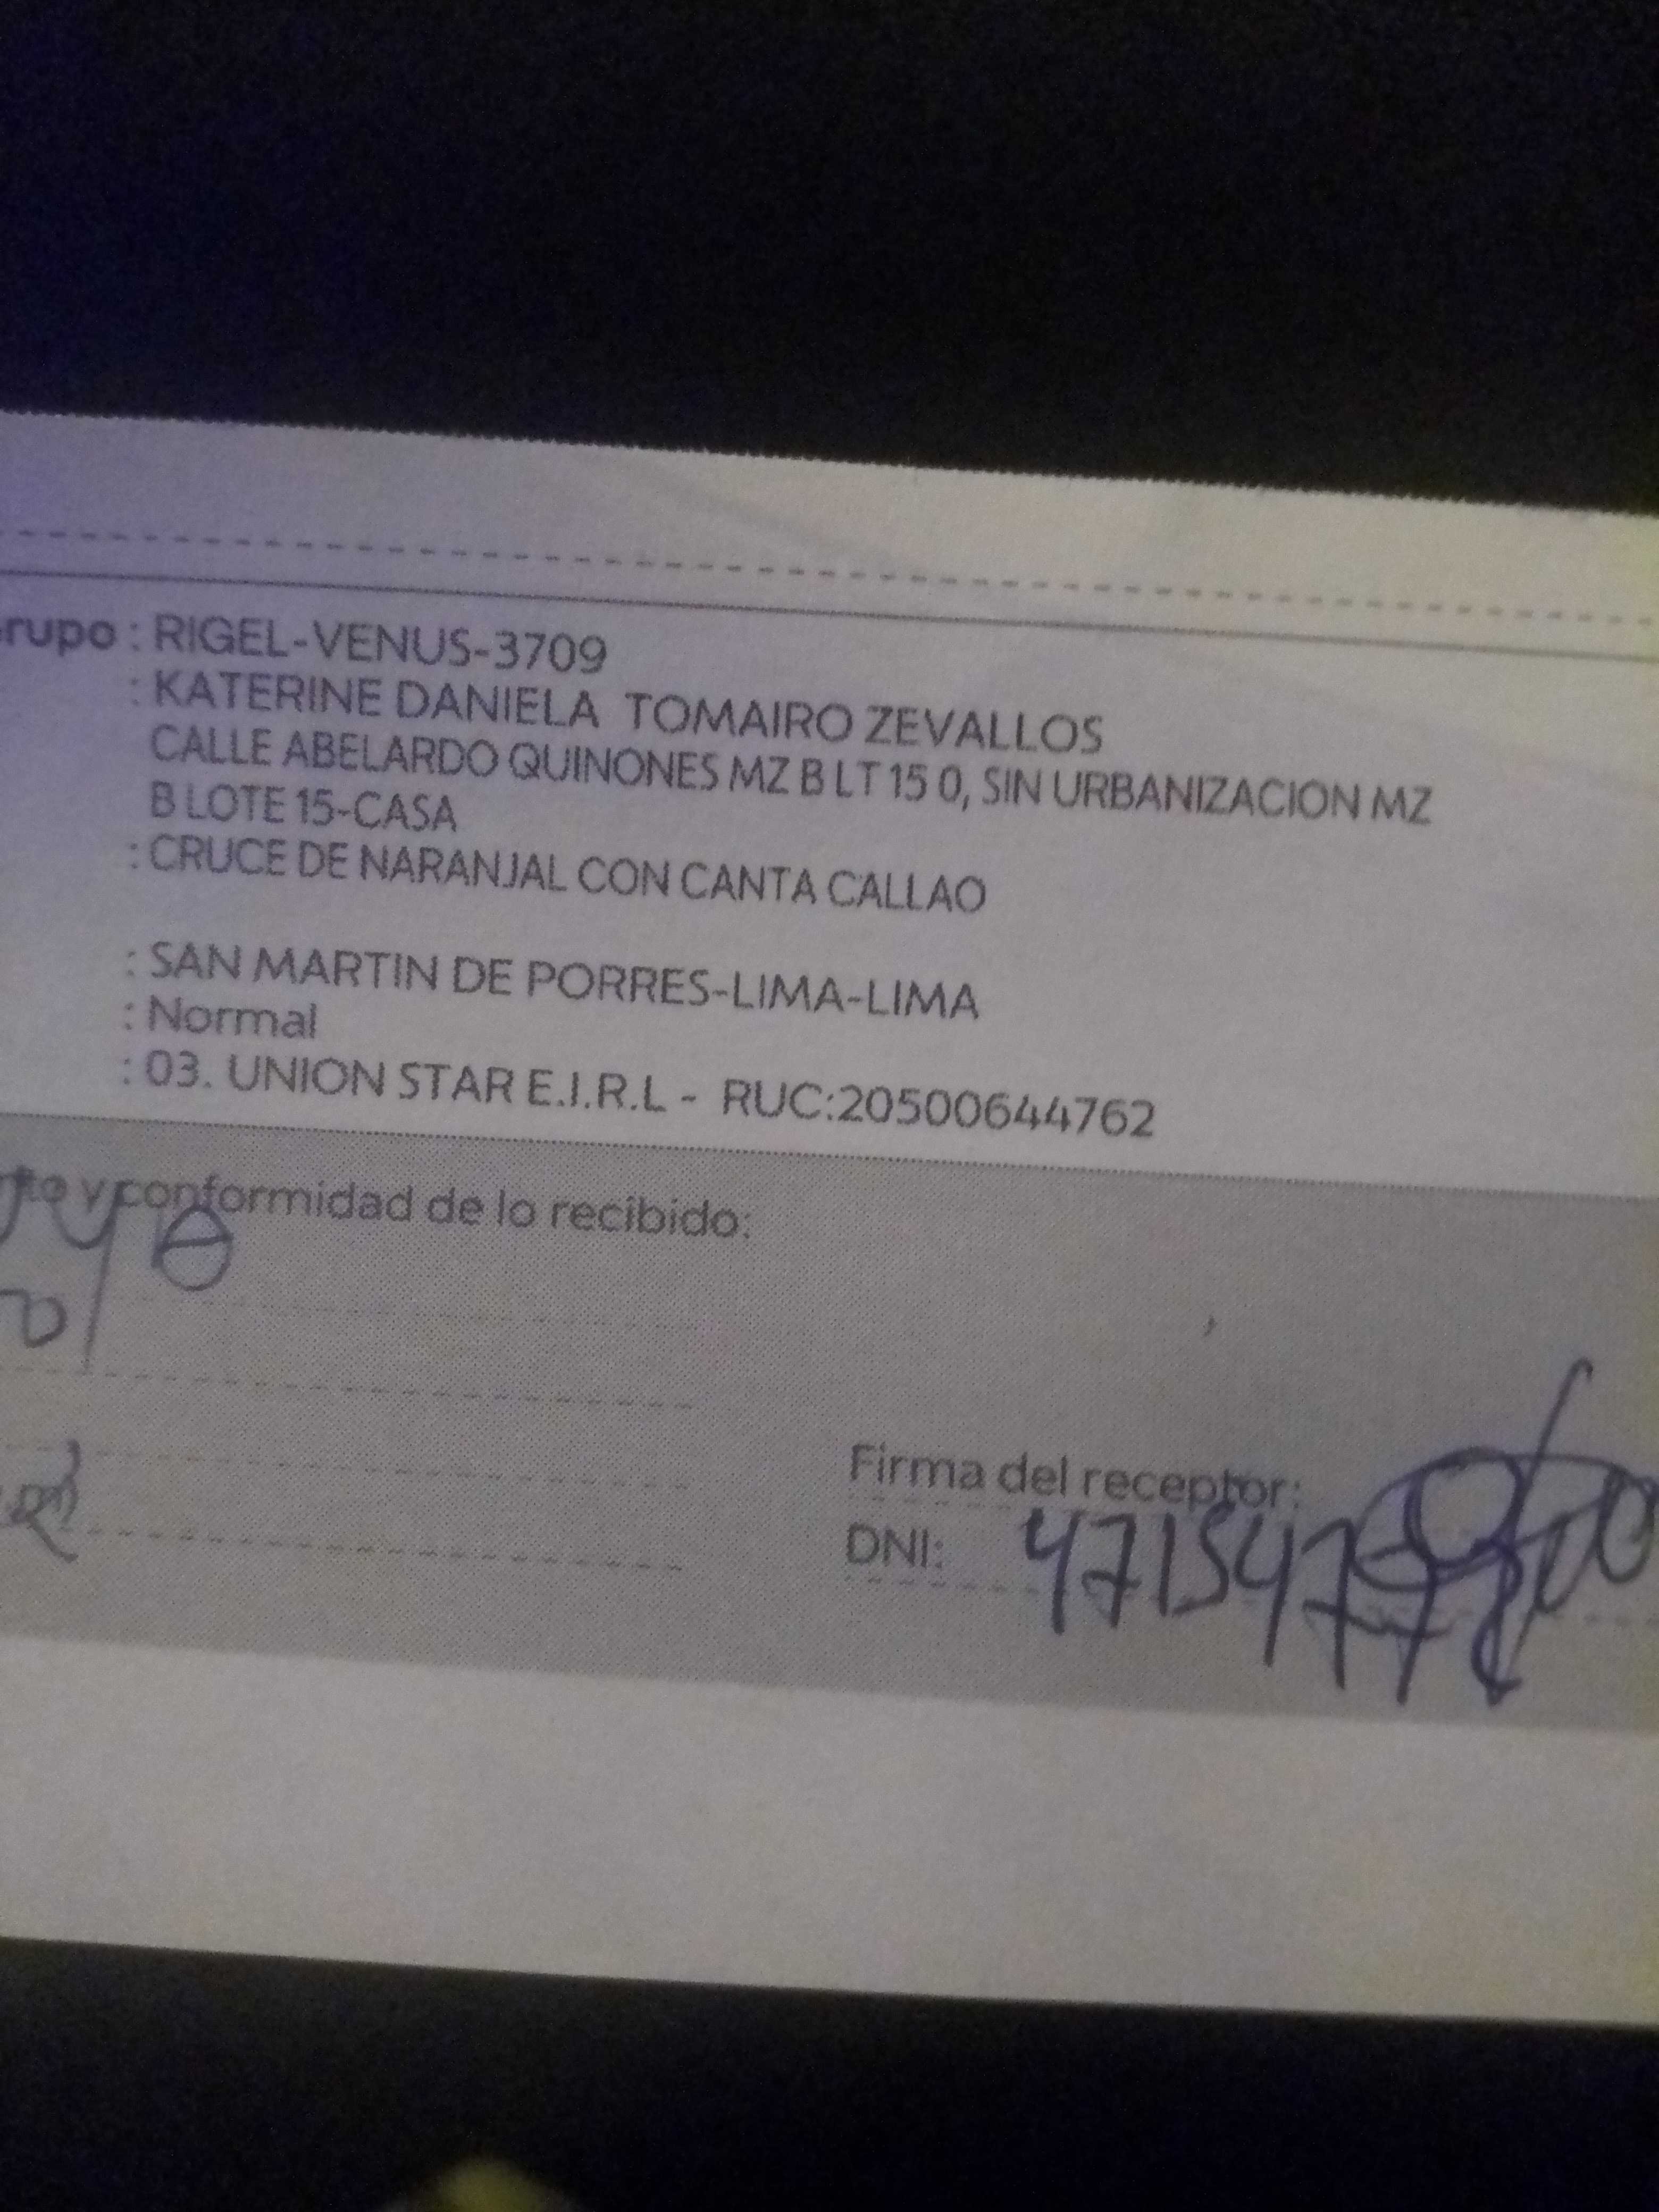 Grupo : RIGEL-VENUS-3709
: KATERINE DANIELA TOMAIRO ZEVALLOS
CALLE ABELARDO QUINONES MZ B LT 15 0, SIN URBANIZACION MZ
B LOTE 15-CASA
: CRUCE DE NARANJAL CON CANTA CALLAO
: SAN MARTIN DE PORRES-LIMA-LIMA
: Normal
: 03. UNION STAR E.I.R.L - RUC:20500644762
y conformidad de lo recibido:
Firma del receptor:
DNI: